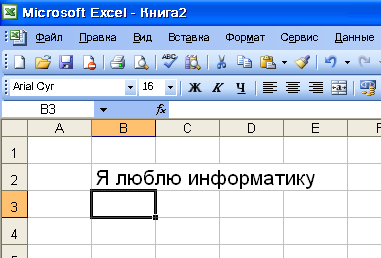 Microsoft Excel - Книга2
Файл Правка Вид Вставка Формат Сервис Данные
Arial Cyr 16 Ж К Ч
B3 fx
A B C D E F
1
2 Я люблю информатику
3
4